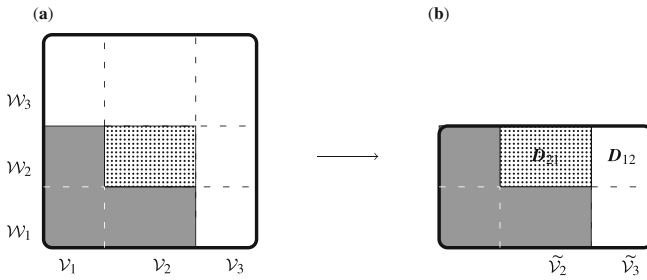 (a)
(b)
𝒲₃
𝒲₂
𝒲₁
𝒱₁ 𝒱₂ 𝒱₃
D₂₁ D₁₂
𝒱̃₂ 𝒱̃₃